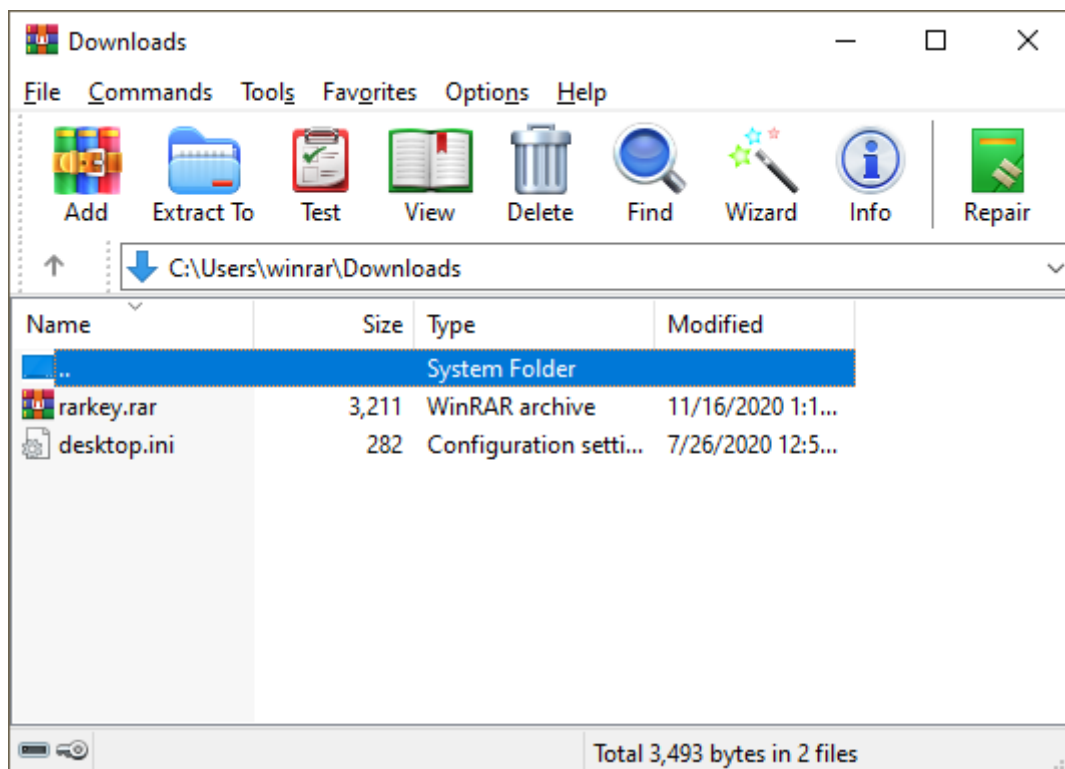 Downloads
File Commands Tools Favorites Options Help
Add Extract To Test View Delete Find Wizard Info Repair
C:\Users\winrar\Downloads
Name Size Type Modified
.. System Folder
rarkey.rar 3,211 WinRAR archive 11/16/2020 1:1...
desktop.ini 282 Configuration setti... 7/26/2020 12:5...
Total 3,493 bytes in 2 files